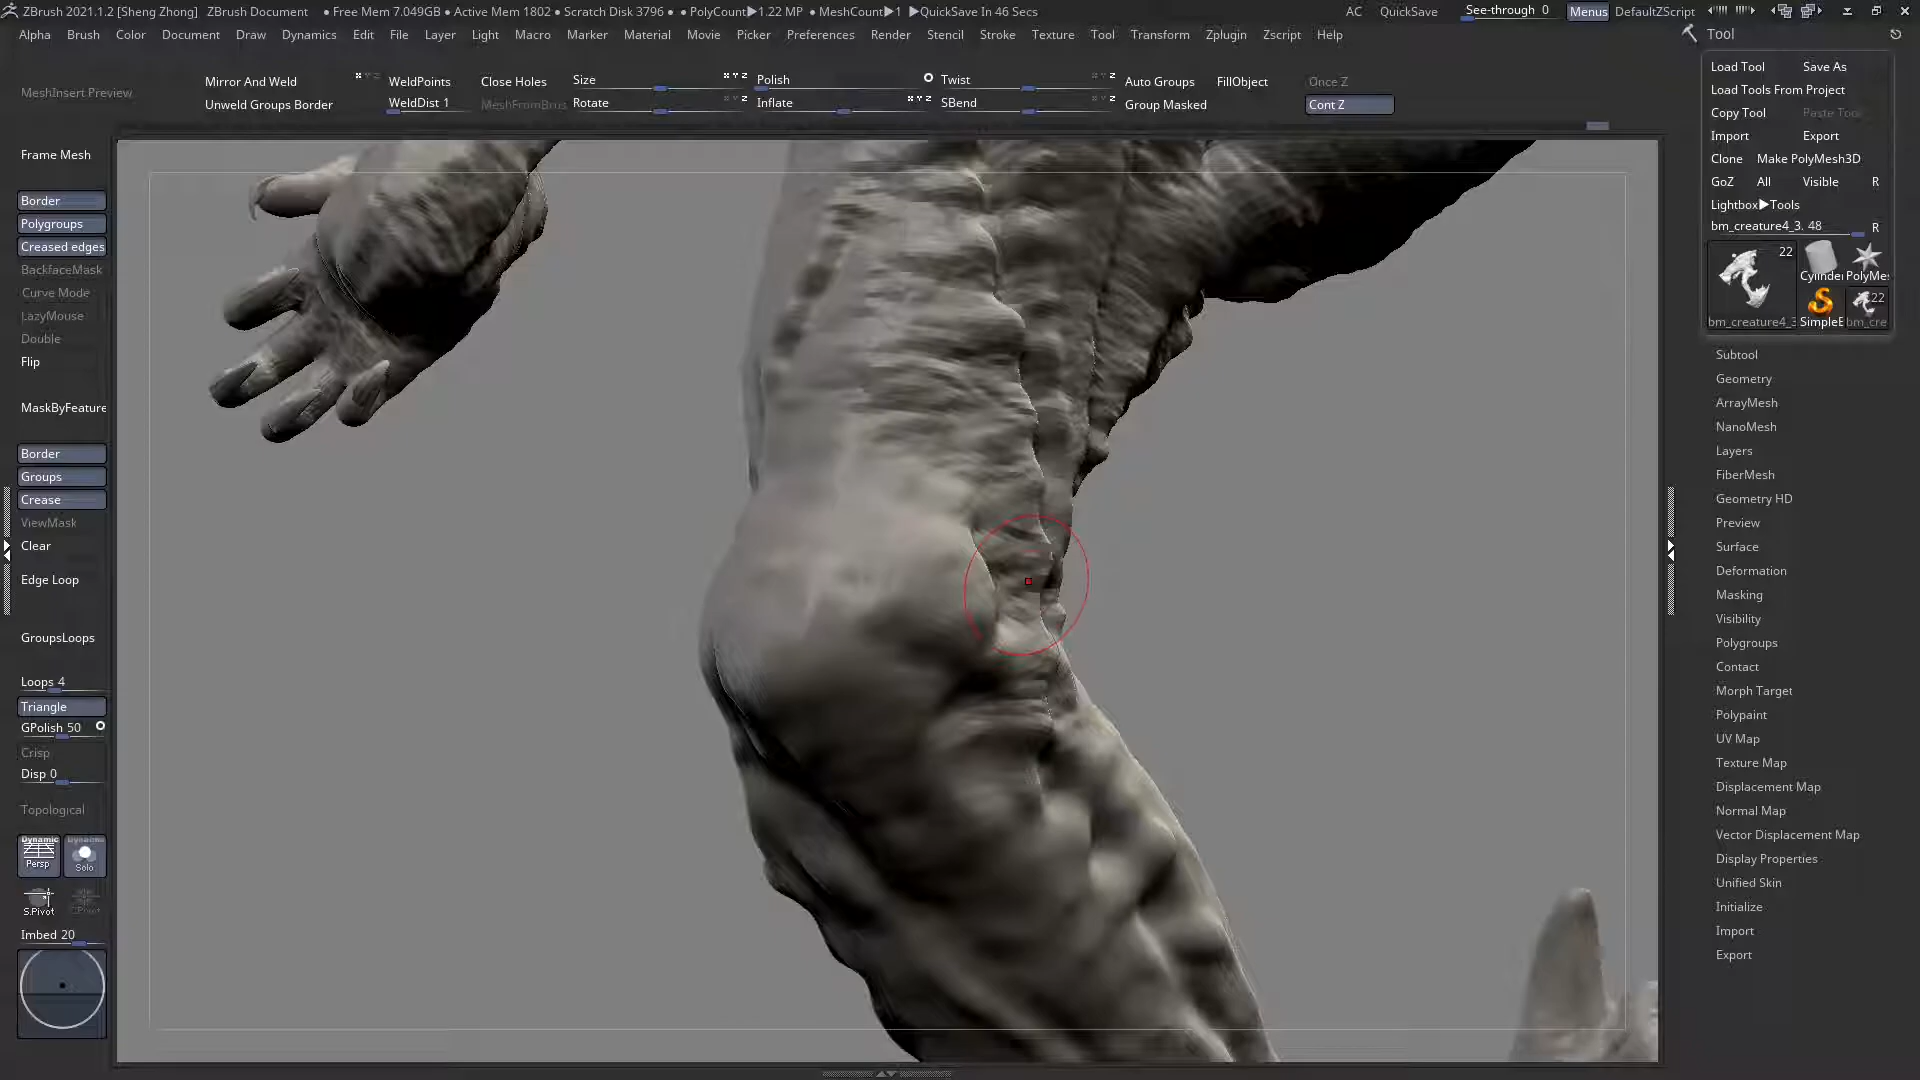 ZBrush 2021.1.2 [Sheng Zhong] ZBrush Document • Free Mem 7.049GB • Active Mem 1802 • Scratch Disk 3796 • • PolyCount▶1.22 MP • MeshCount▶1 ▶QuickSave In 46 Secs AC QuickSave See-through 0 Menus DefaultZScript
Alpha Brush Color Document Draw Dynamics Edit File Layer Light Macro Marker Material Movie Picker Preferences Render Stencil Stroke Texture Tool Transform Zplugin Zscript Help
MeshInsert Preview
Mirror And Weld WeldPoints Close Holes Size Polish Twist Auto Groups FillObject Once Z
Unweld Groups Border WeldDist 1 MeshFromBrus Rotate Inflate SBend Group Masked Cont Z
Frame Mesh
Border
Polygroups
Creased edges
BackfaceMask
Curve Mode
LazyMouse
Double
Flip
MaskByFeature
Border
Groups
Crease
ViewMask
Clear
Edge Loop
GroupsLoops
Loops 4
Triangle
GPolish 50
Crisp
Disp 0
Topological
Dynamic
Persp
Dynamic
Solo
S.Pivot
Imbed 20
Tool
Load Tool Save As
Load Tools From Project
Copy Tool Paste Tool
Import Export
Clone Make PolyMesh3D
GoZ All Visible R
Lightbox▶Tools
bm_creature4_3. 48 R
22
Cylinder PolyMes
22
bm_creature4_3 SimpleE bm_cre
Subtool
Geometry
ArrayMesh
NanoMesh
Layers
FiberMesh
Geometry HD
Preview
Surface
Deformation
Masking
Visibility
Polygroups
Contact
Morph Target
Polypaint
UV Map
Texture Map
Displacement Map
Normal Map
Vector Displacement Map
Display Properties
Unified Skin
Initialize
Import
Export